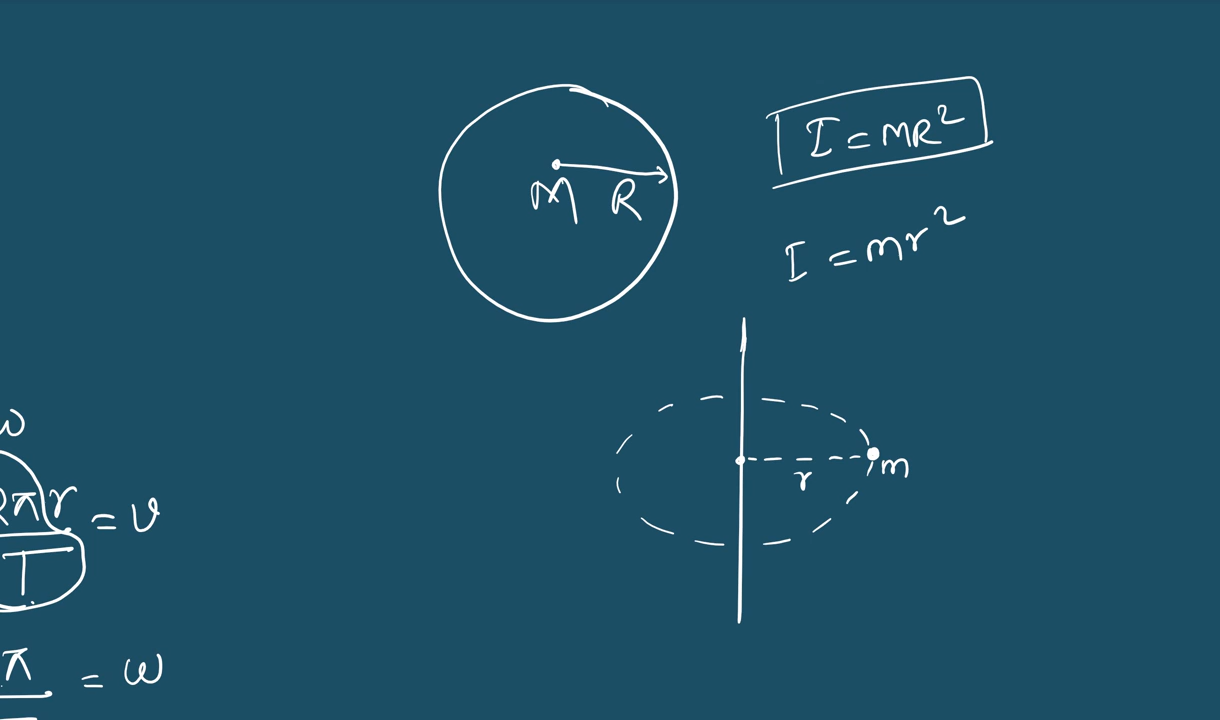 I = MR²
M R
I = mr²
r m
ω
2πr = v
T
π = ω